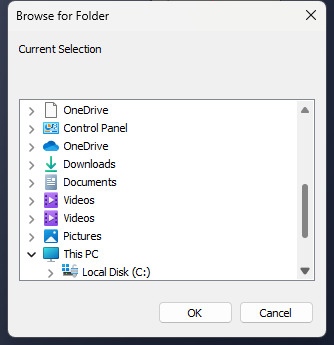 Browse for Folder
Current Selection
OneDrive
Control Panel
OneDrive
Downloads
Documents
Videos
Videos
Pictures
This PC
Local Disk (C:)
OK
Cancel